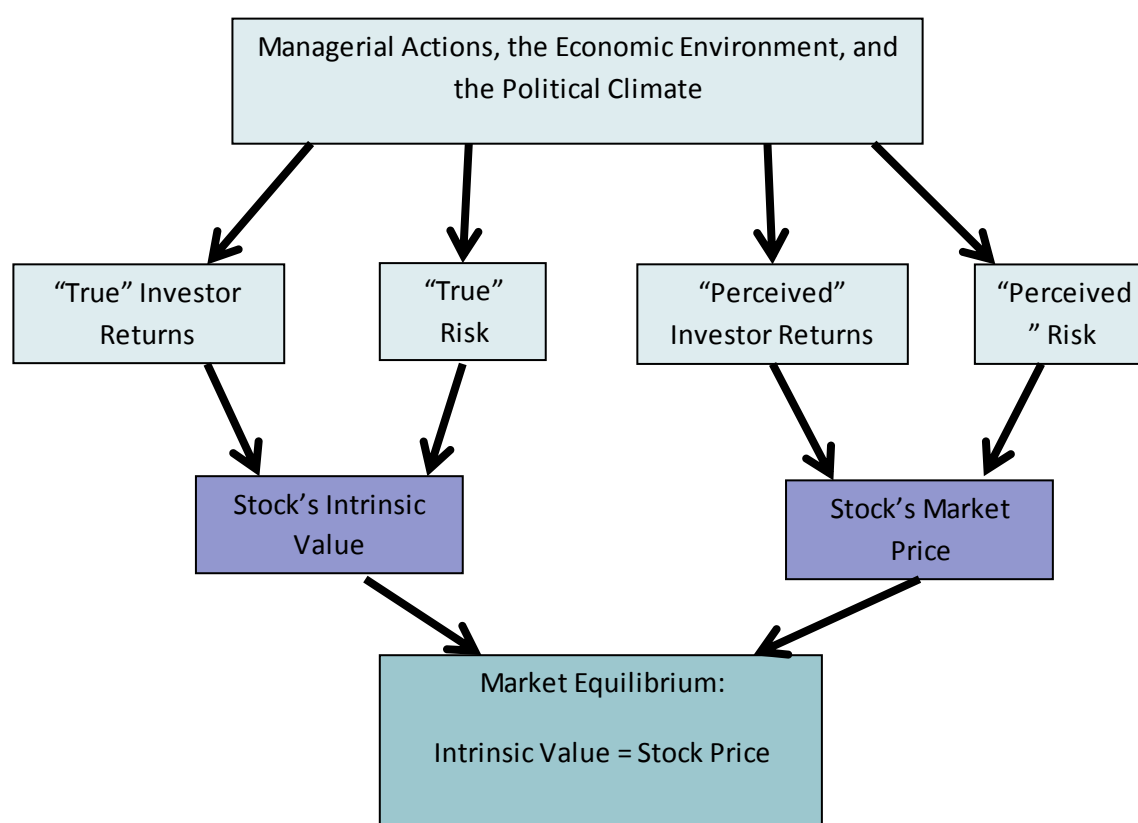 Managerial Actions, the Economic Environment, and
the Political Climate
“True” Investor
Returns
“True”
Risk
“Perceived”
Investor Returns
“Perceived
” Risk
Stock’s Intrinsic
Value
Stock’s Market
Price
Market Equilibrium:
Intrinsic Value = Stock Price